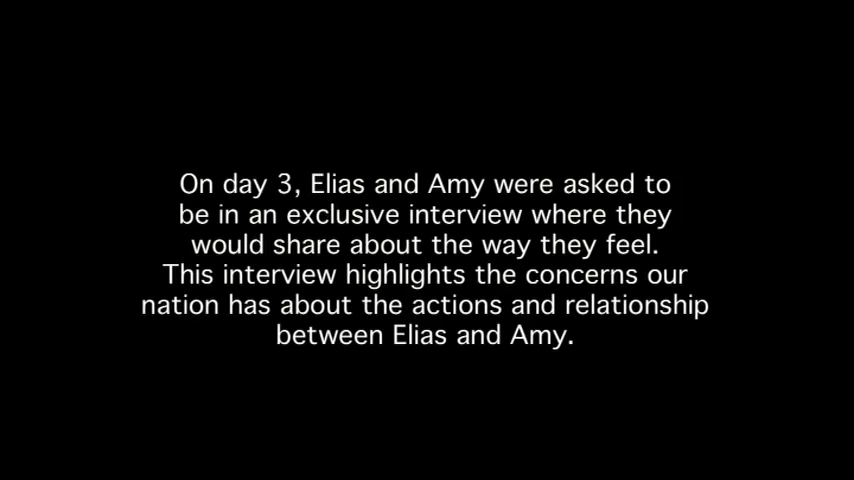 On day 3, Elias and Amy were asked to
be in an exclusive interview where they
would share about the way they feel.
This interview highlights the concerns our
nation has about the actions and relationship
between Elias and Amy.